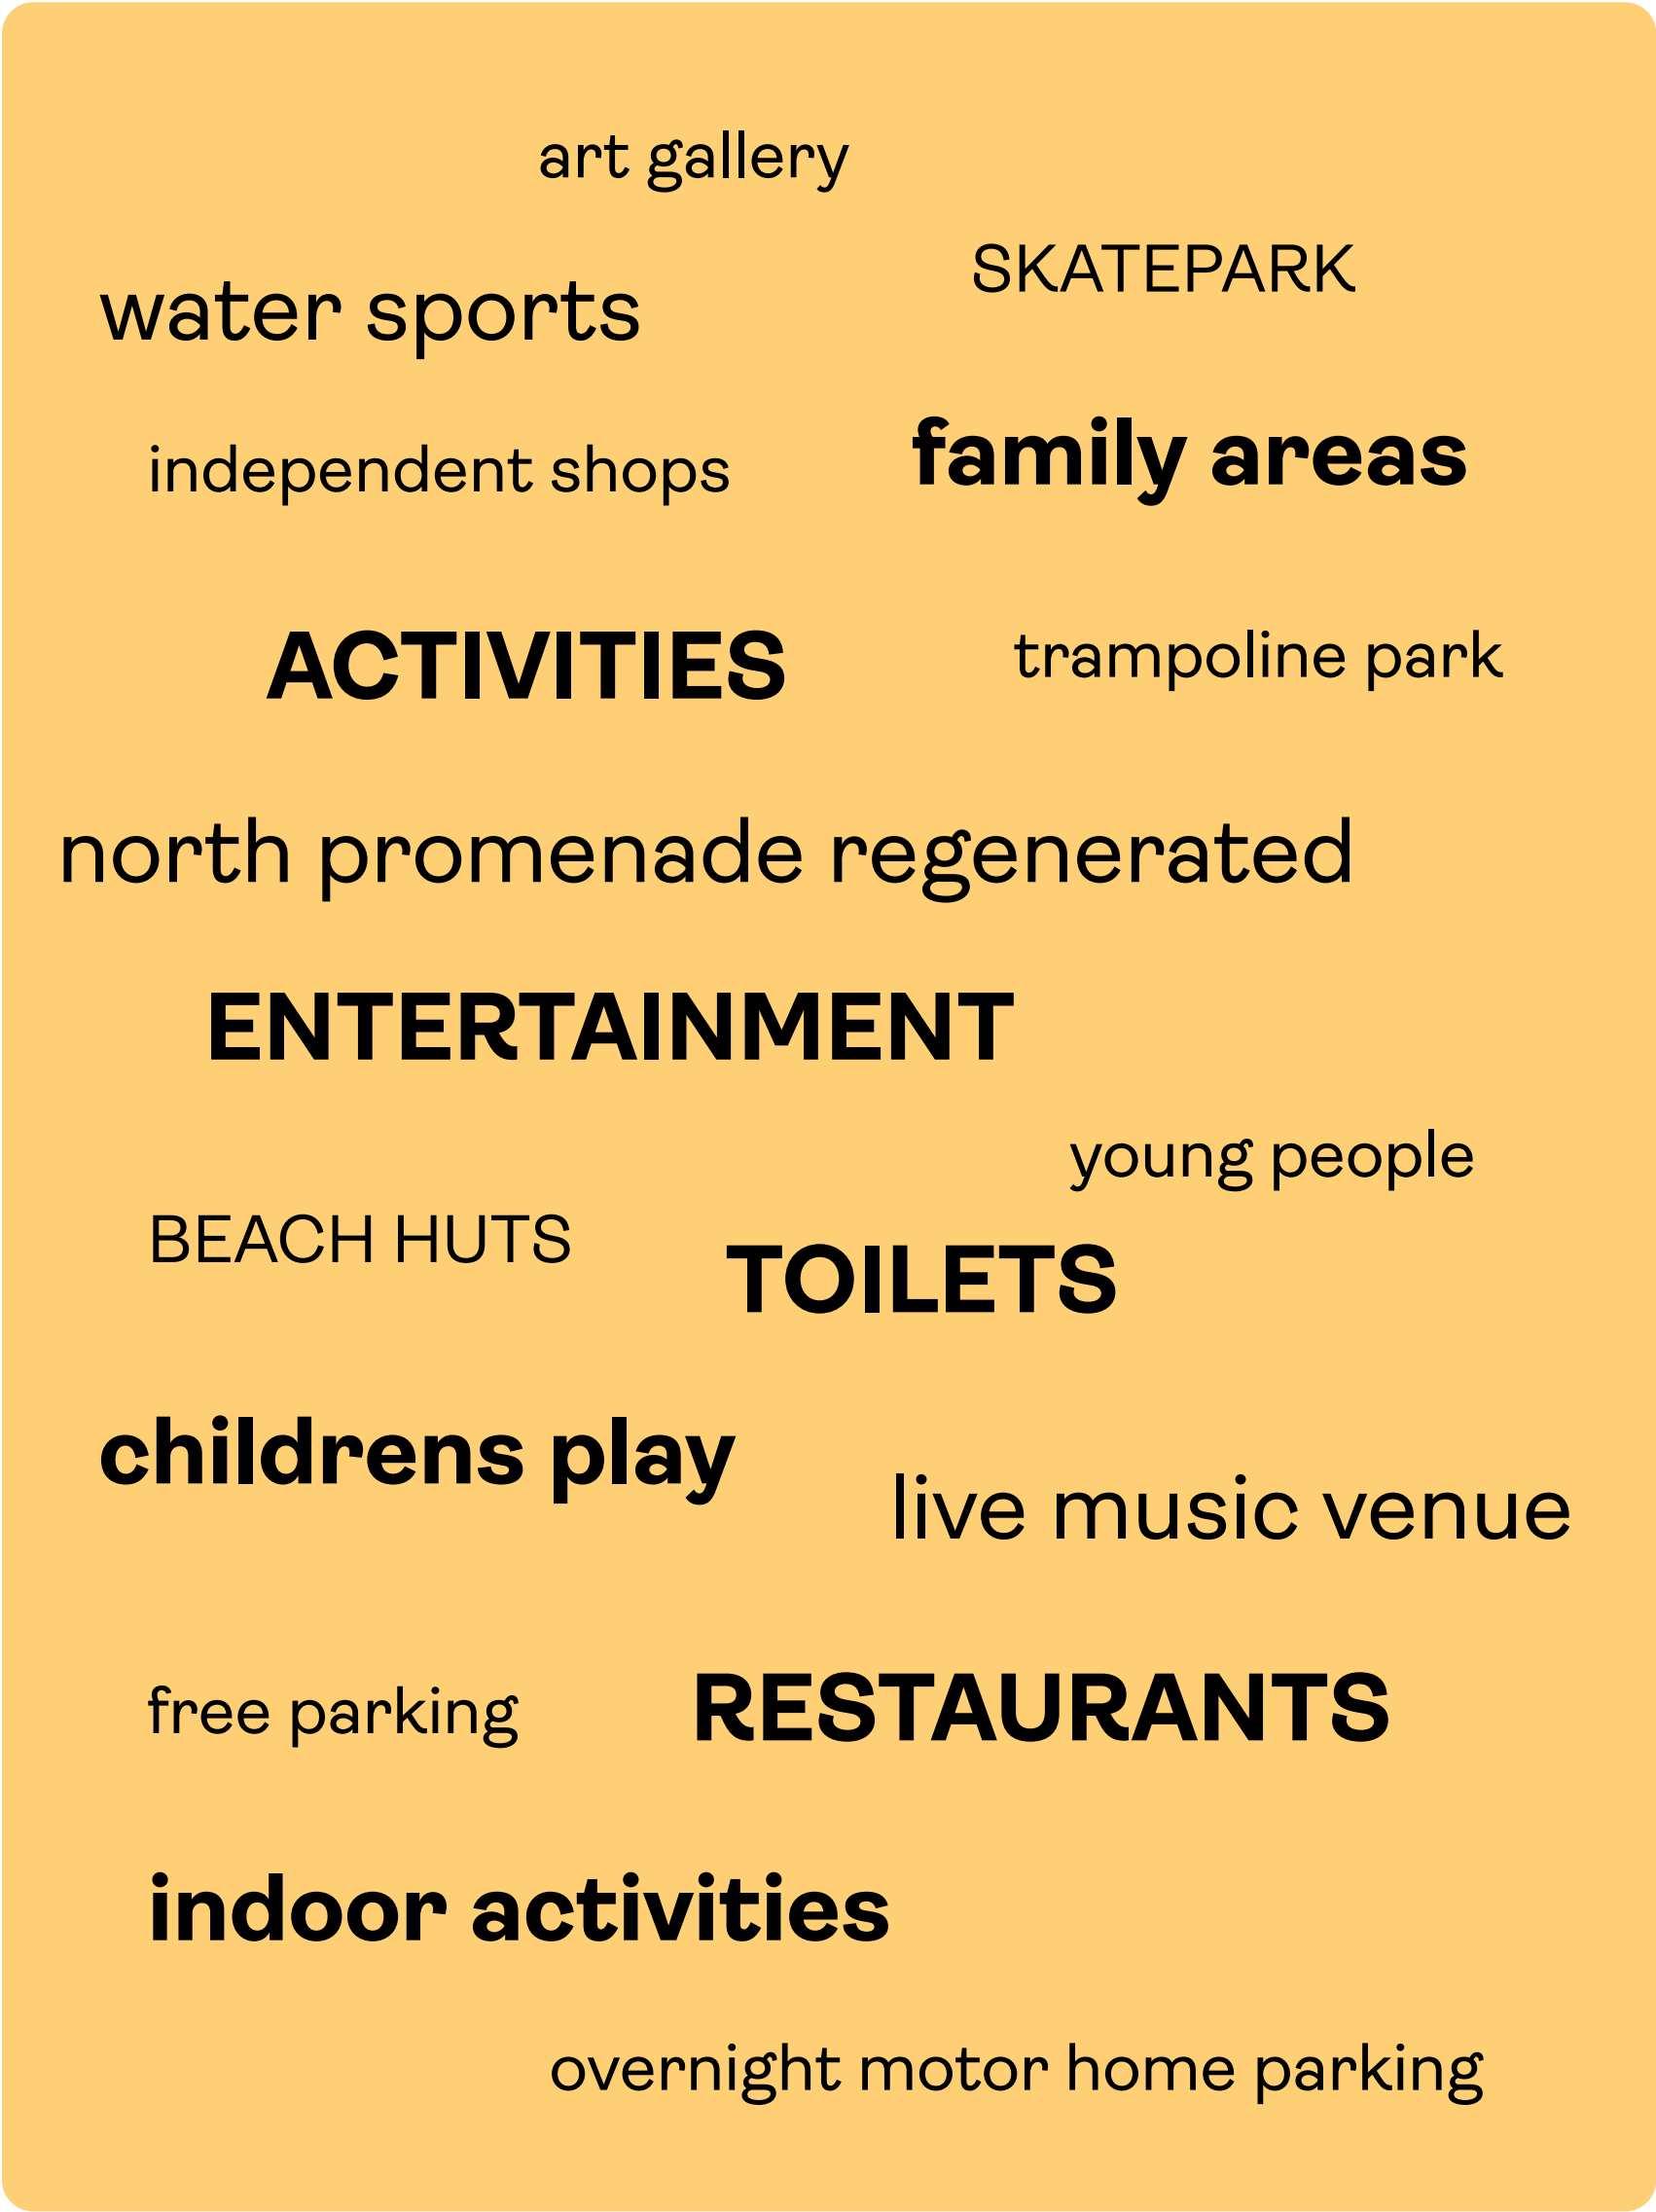 art gallery
SKATEPARK
water sports
family areas
independent shops
ACTIVITIES
trampoline park
north promenade regenerated
ENTERTAINMENT
young people
BEACH HUTS
TOILETS
childrens play
live music venue
free parking
RESTAURANTS
indoor activities
overnight motor home parking